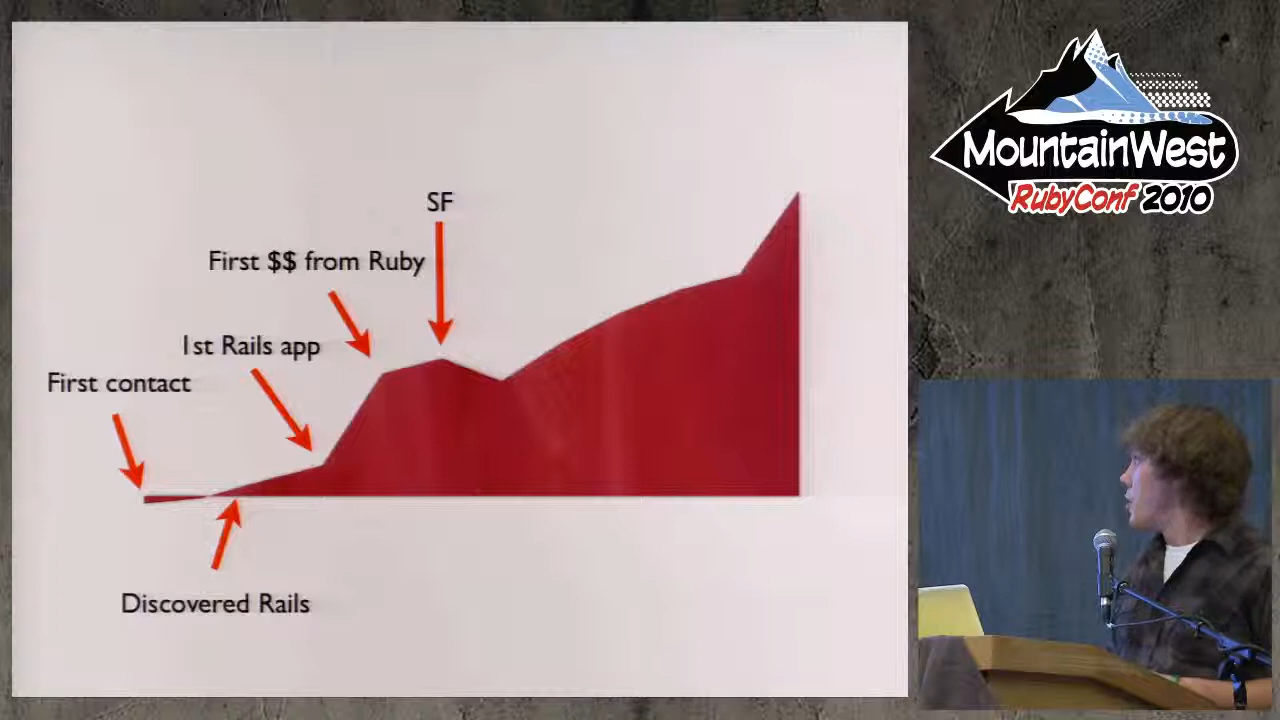 SF
First $$ from Ruby
1st Rails app
First contact
Discovered Rails
MountainWest
RubyConf 2010